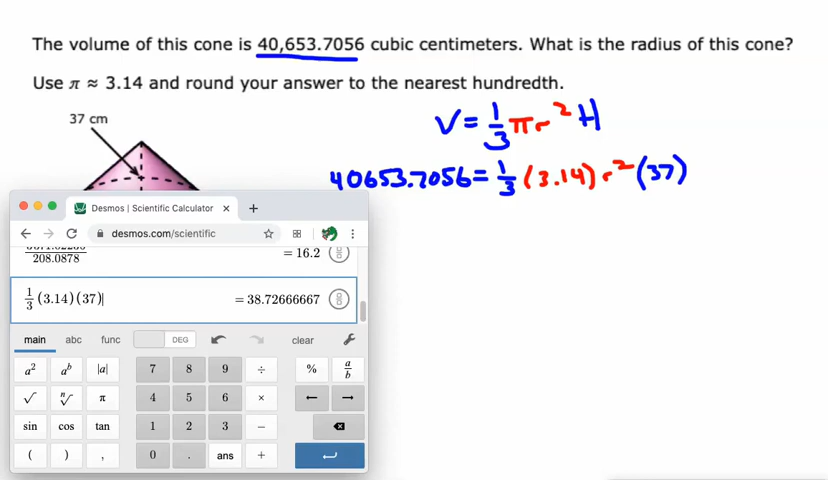 The volume of this cone is 40,653.7056 cubic centimeters. What is the radius of this cone?
Use π ≈ 3.14 and round your answer to the nearest hundredth.
37 cm
V = 1/3 πr² H
40653.7056 = 1/3 (3.14) r² (37)
Desmos | Scientific Calculator
desmos.com/scientific
208.0878
= 16.2
1/3 (3.14)(37)
= 38.72666667
main abc func DEG clear
a² aᵇ |a| 7 8 9 ÷ % a/b
√ ⁿ√ π 4 5 6 × ← →
sin cos tan 1 2 3 −
( ) , 0 . ans +